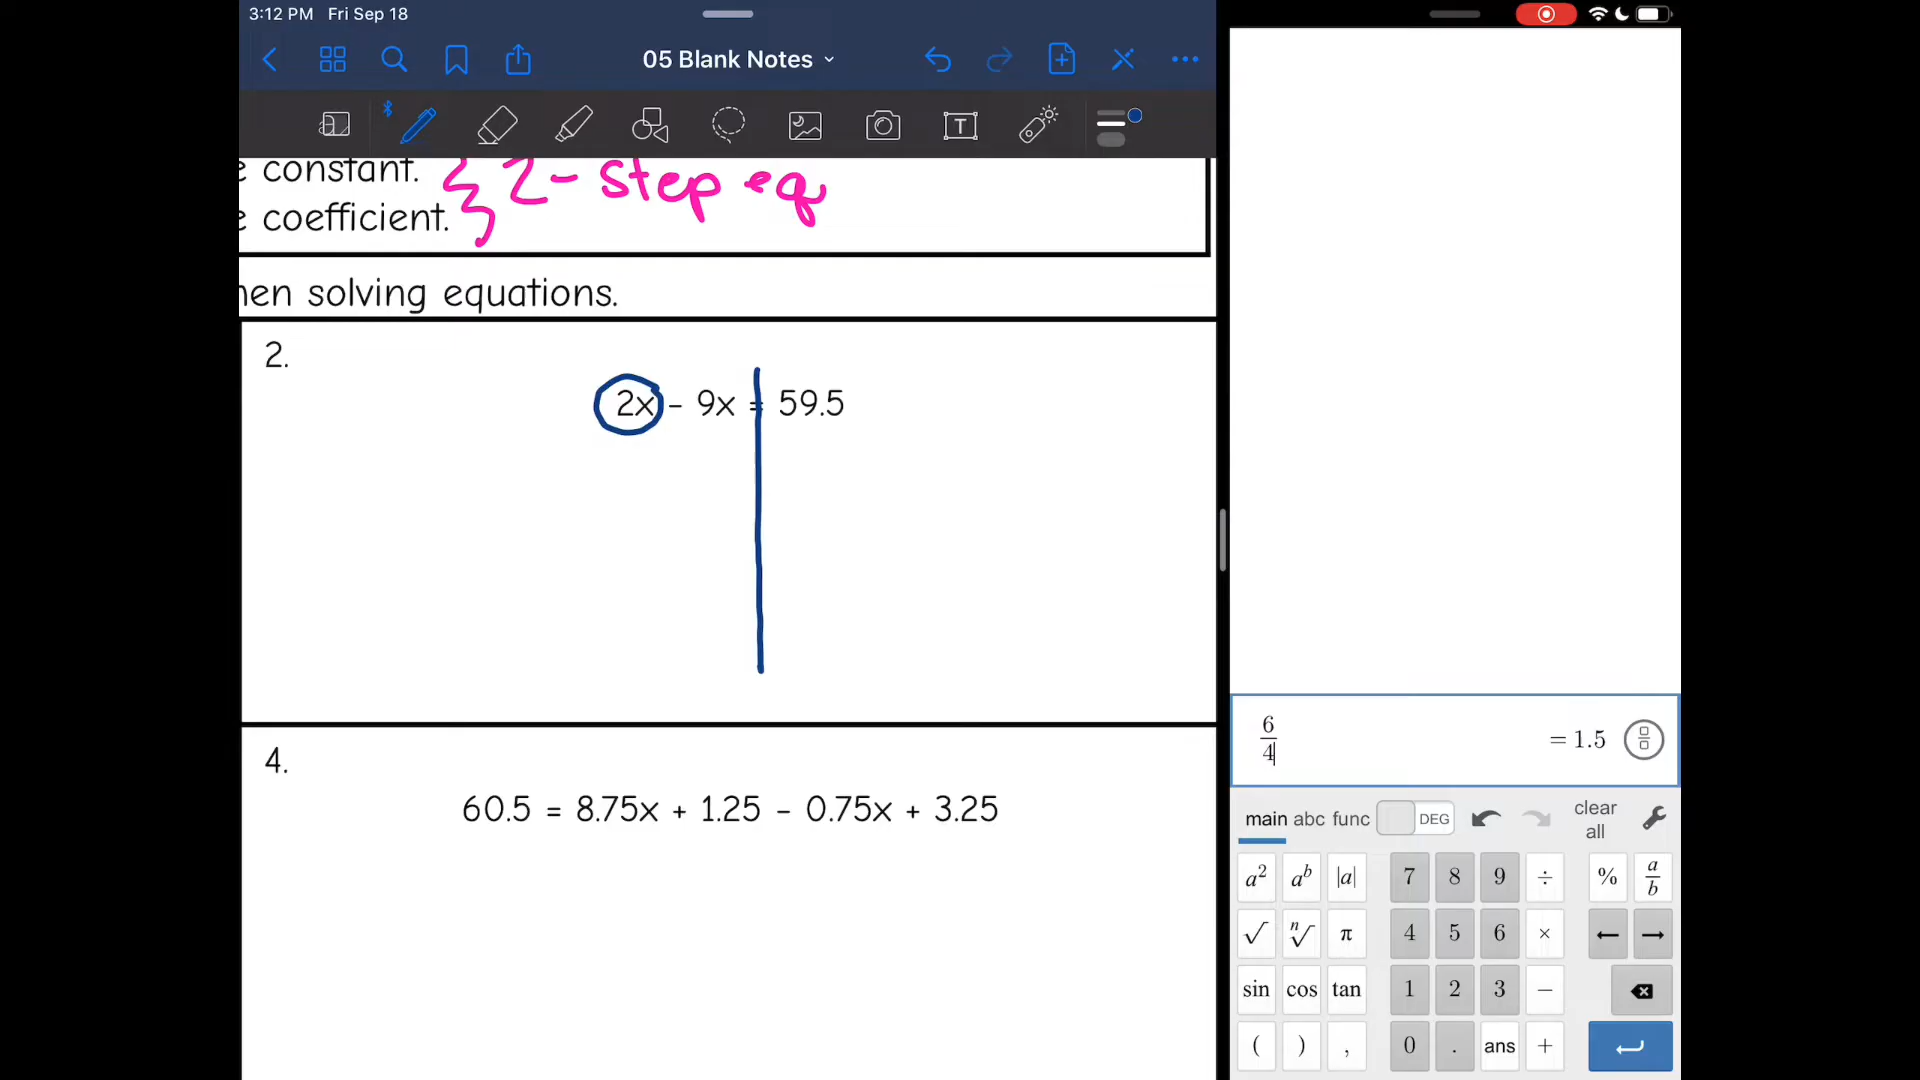 3:12 PM Fri Sep 18
05 Blank Notes
e constant.
2-step eq
e coefficient.
hen solving equations.
2.
2x - 9x = 59.5
4.
60.5 = 8.75x + 1.25 - 0.75x + 3.25
6/4 = 1.5
main abc func DEG clear all
a² aᵇ |a| 7 8 9 ÷ % a/b
√ ⁿ√ π 4 5 6 × ← →
sin cos tan 1 2 3 −
( ) , 0 . ans +